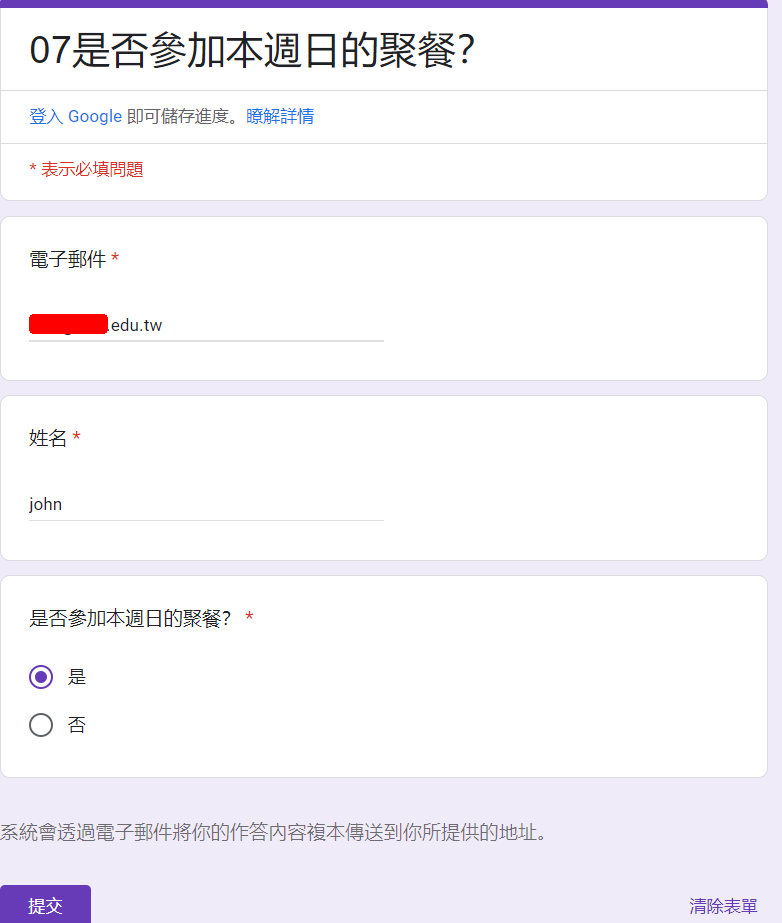 07是否參加本週日的聚餐?
登入 Google 即可儲存進度。瞭解詳情
* 表示必填問題
電子郵件 *
.edu.tw
姓名 *
john
是否參加本週日的聚餐? *
是
否
系統會透過電子郵件將你的作答內容複本傳送到你所提供的地址。
提交
清除表單